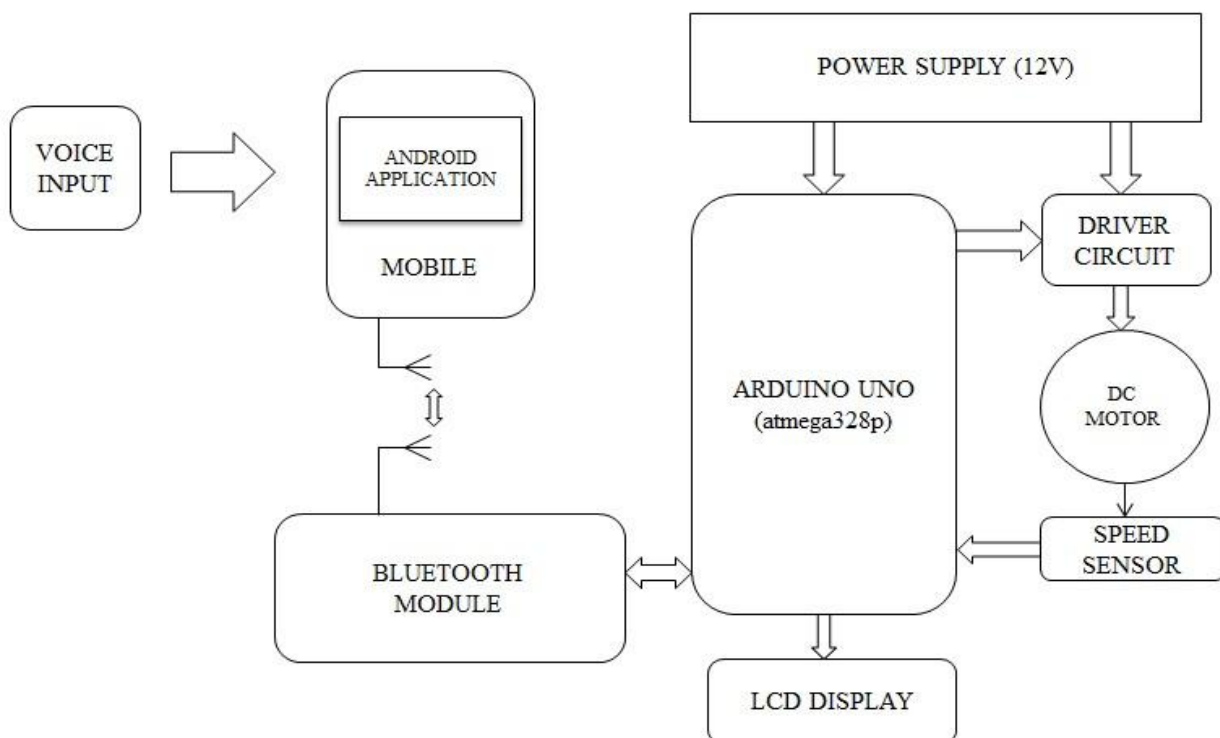 POWER SUPPLY (12V)
VOICE
INPUT
ANDROID
APPLICATION
MOBILE
DRIVER
CIRCUIT
ARDUINO UNO
(atmega328p)
DC
MOTOR
SPEED
SENSOR
BLUETOOTH
MODULE
LCD DISPLAY